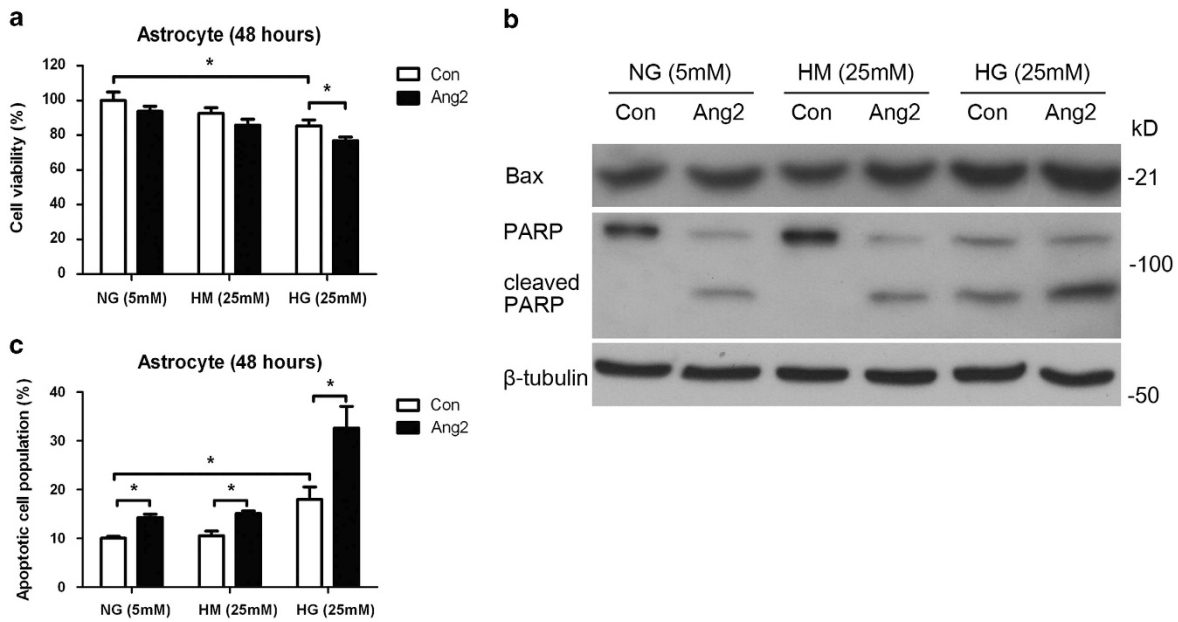 a
Astrocyte (48 hours)
Con
Ang2
*
*
Cell viability (%)
120
100
80
60
40
20
0
NG (5mM) HM (25mM) HG (25mM)
b
NG (5mM) HM (25mM) HG (25mM)
Con Ang2 Con Ang2 Con Ang2
kD
Bax
-21
PARP
-100
cleaved
PARP
β-tubulin
-50
c
Astrocyte (48 hours)
Con
Ang2
*
*
*
*
Apoptotic cell population (%)
40
30
20
10
0
NG (5mM) HM (25mM) HG (25mM)